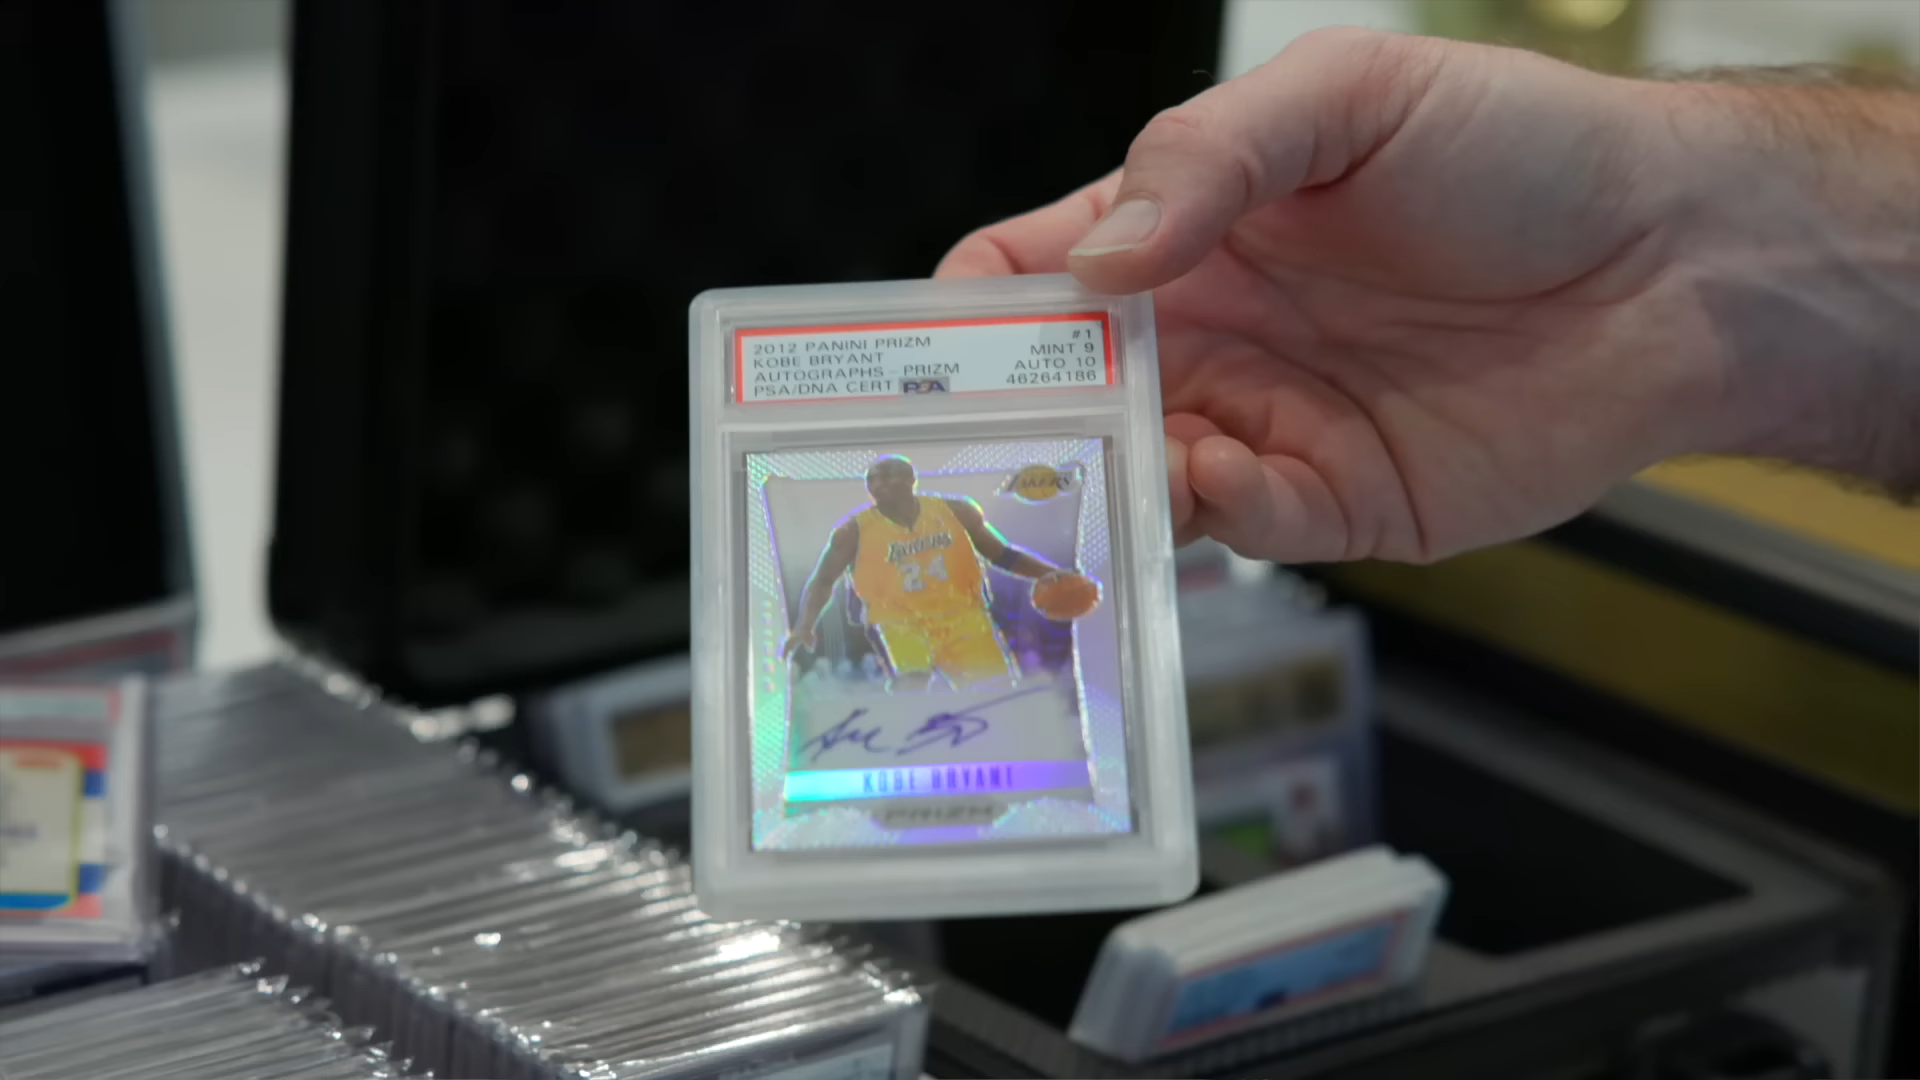 2012 PANINI PRIZM #1
KOBE BRYANT MINT 9
AUTOGRAPHS - PRIZM AUTO 10
PSA/DNA CERT PSA 46264186
LAKERS
LAKERS
24
KOBE BRYANT
PRIZM